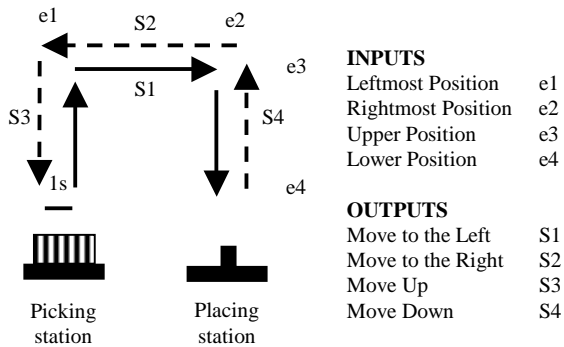 e1
S2
e2
e3
S1
S3
S4
1s
e4
Picking
station
Placing
station
INPUTS
Leftmost Position e1
Rightmost Position e2
Upper Position e3
Lower Position e4
OUTPUTS
Move to the Left S1
Move to the Right S2
Move Up S3
Move Down S4